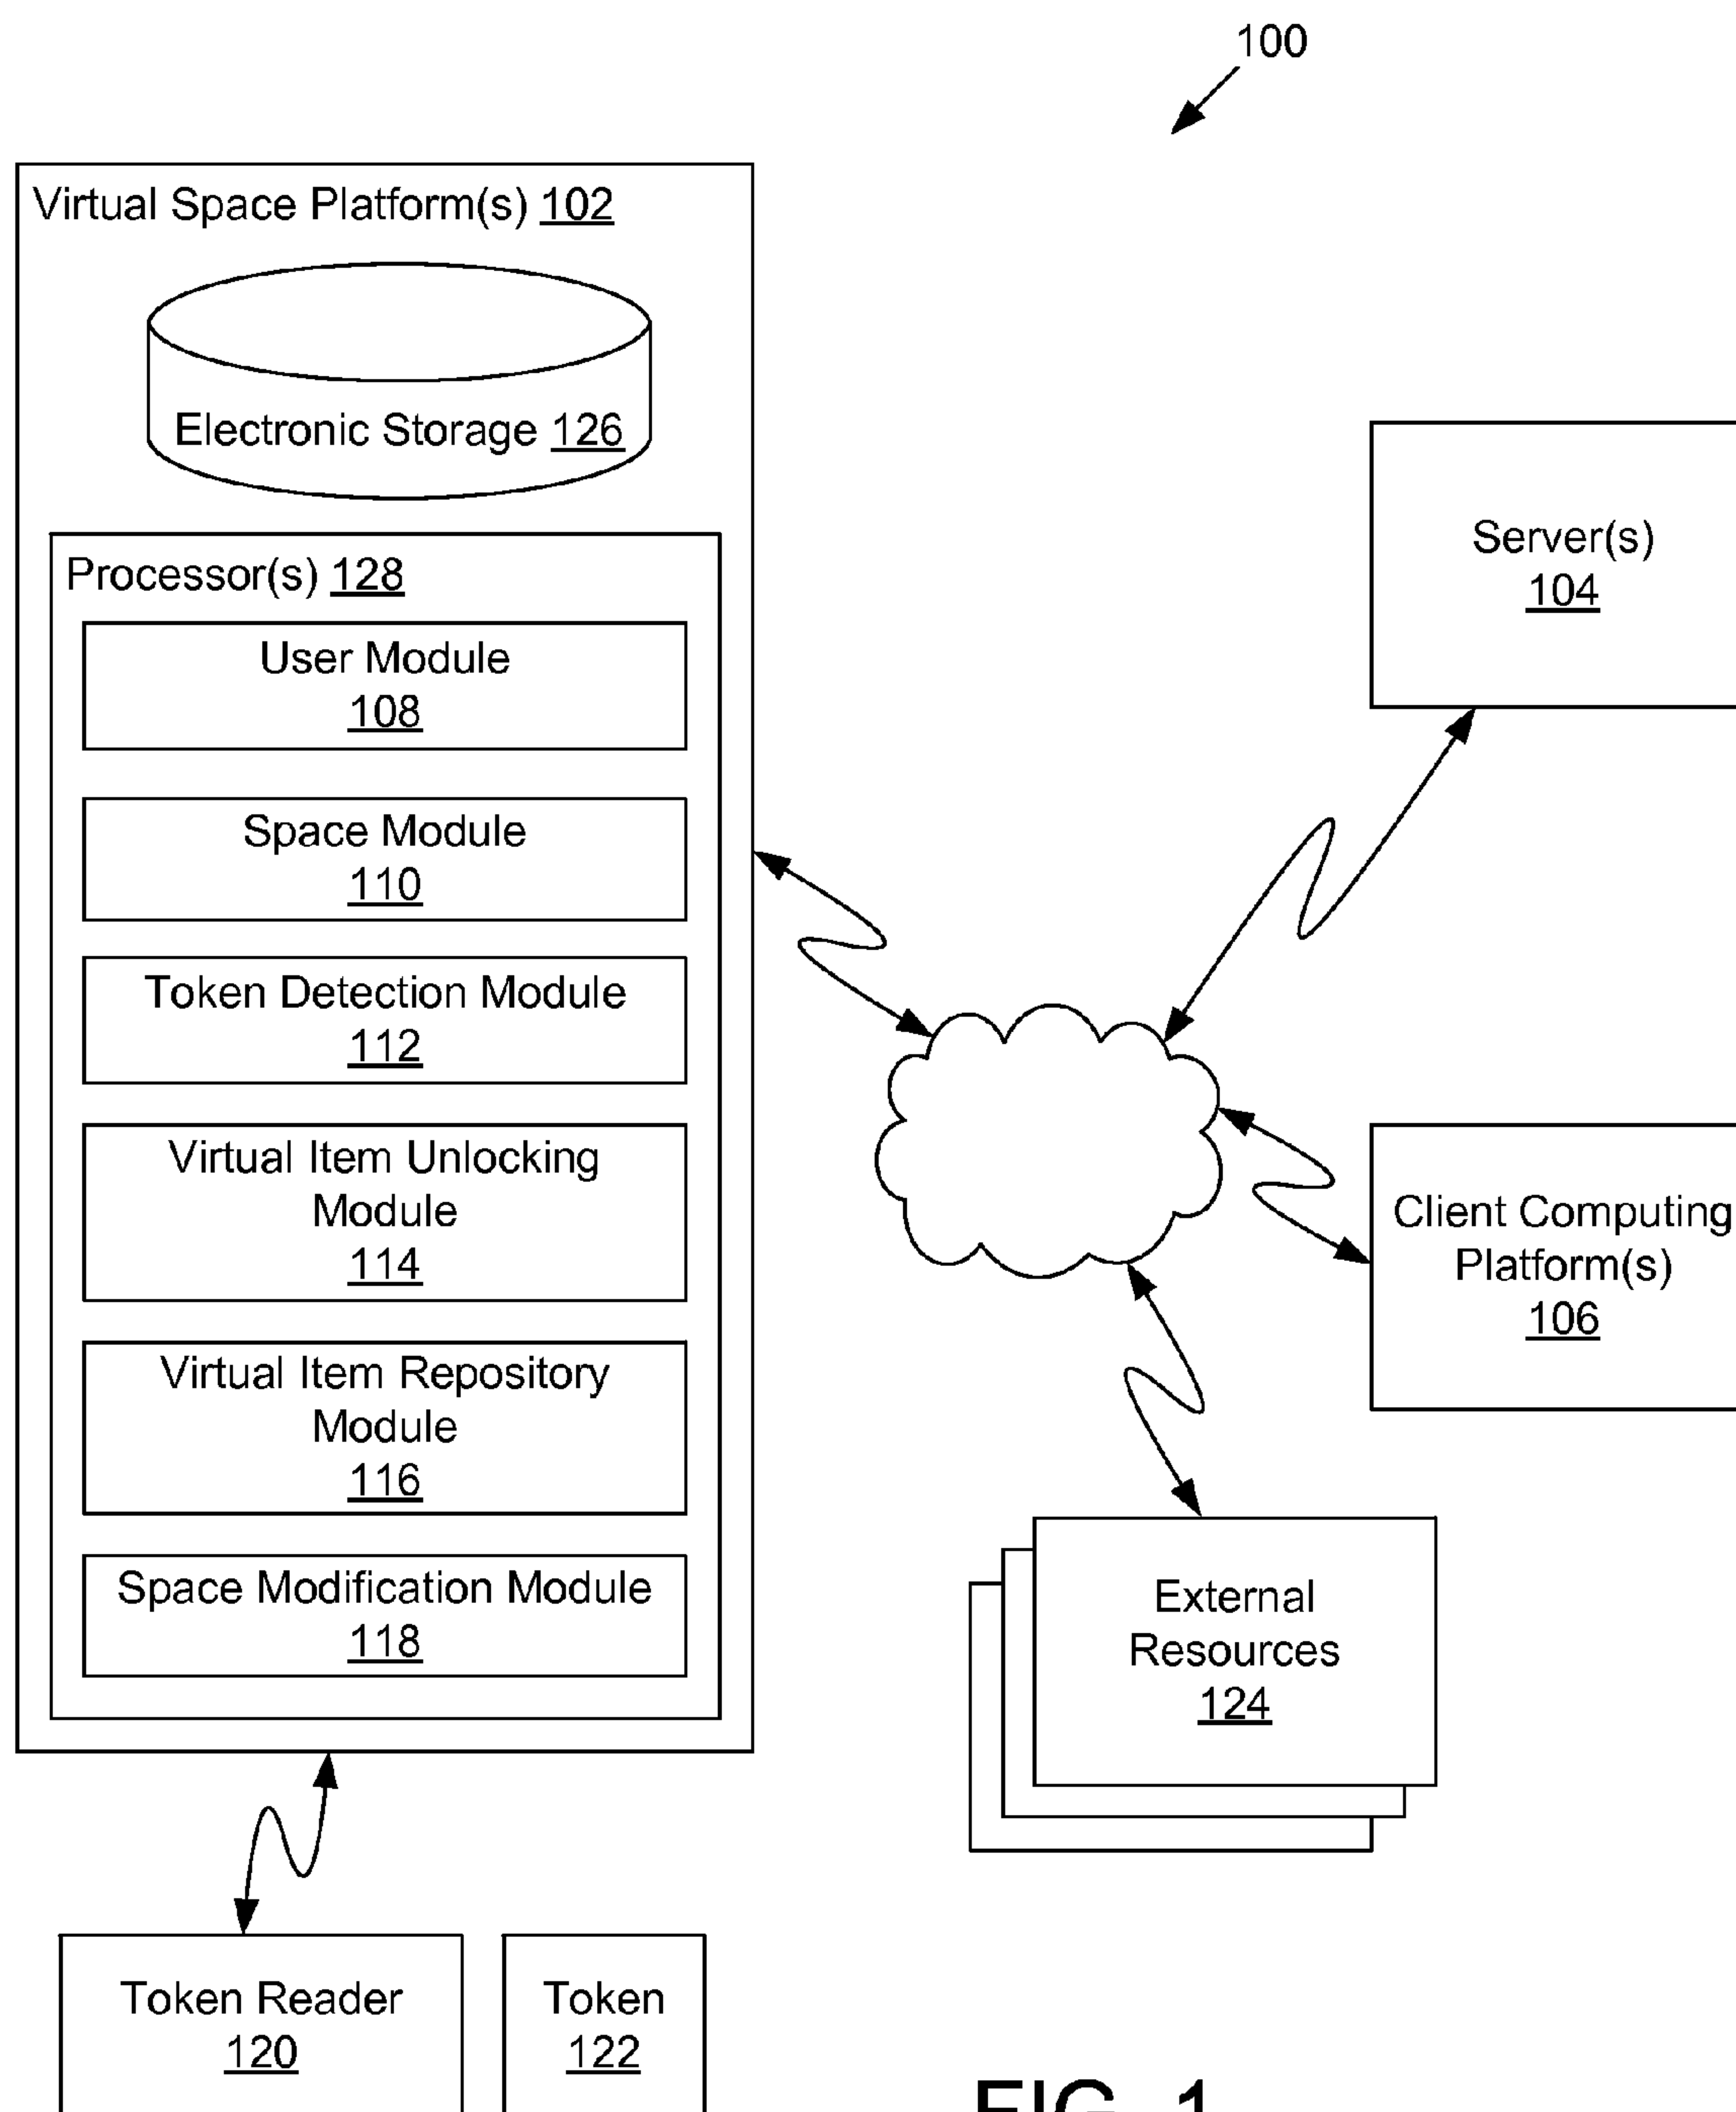 100
Virtual Space Platform(s) 102
Electronic Storage 126
Processor(s) 128
User Module
108
Space Module
110
Token Detection Module
112
Virtual Item Unlocking
Module
114
Virtual Item Repository
Module
116
Space Modification Module
118
Server(s)
104
Client Computing
Platform(s)
106
External
Resources
124
Token Reader
120
Token
122
FIG. 1